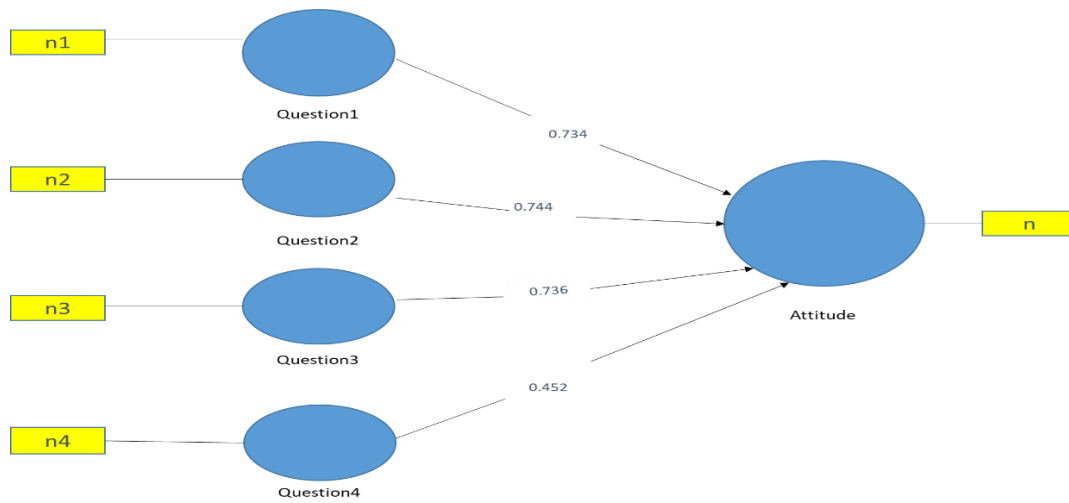 n1
Question1
0.734
n2
Question2
0.744
n
n3
Question3
0.736
Attitude
n4
Question4
0.452